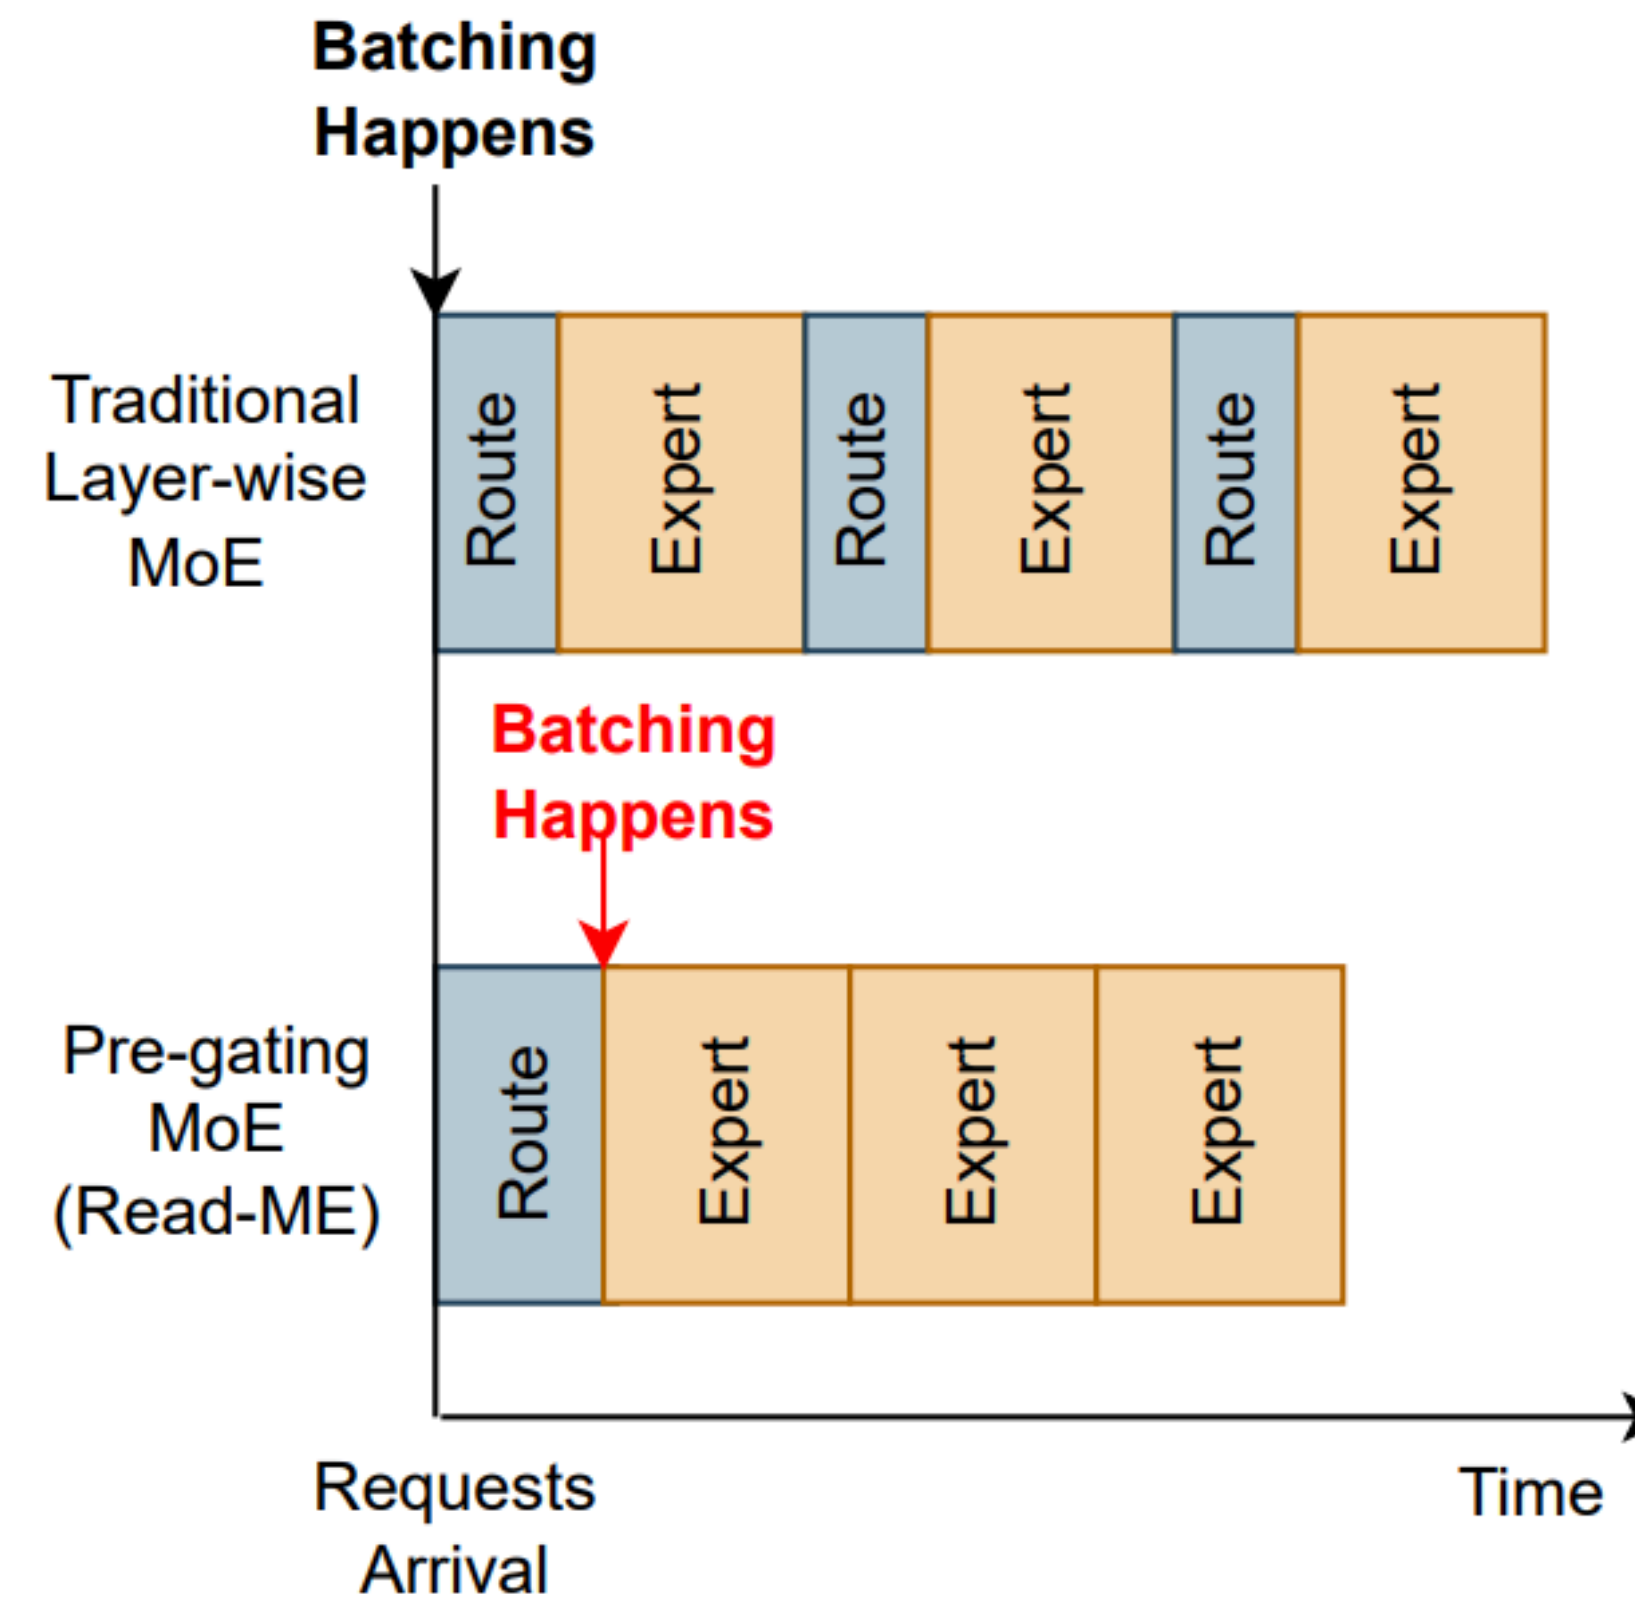 Batching
Happens
Traditional
Layer-wise
MoE
Route
Expert
Route
Expert
Route
Expert
Batching
Happens
Pre-gating
MoE
(Read-ME)
Route
Expert
Expert
Expert
Requests
Arrival
Time